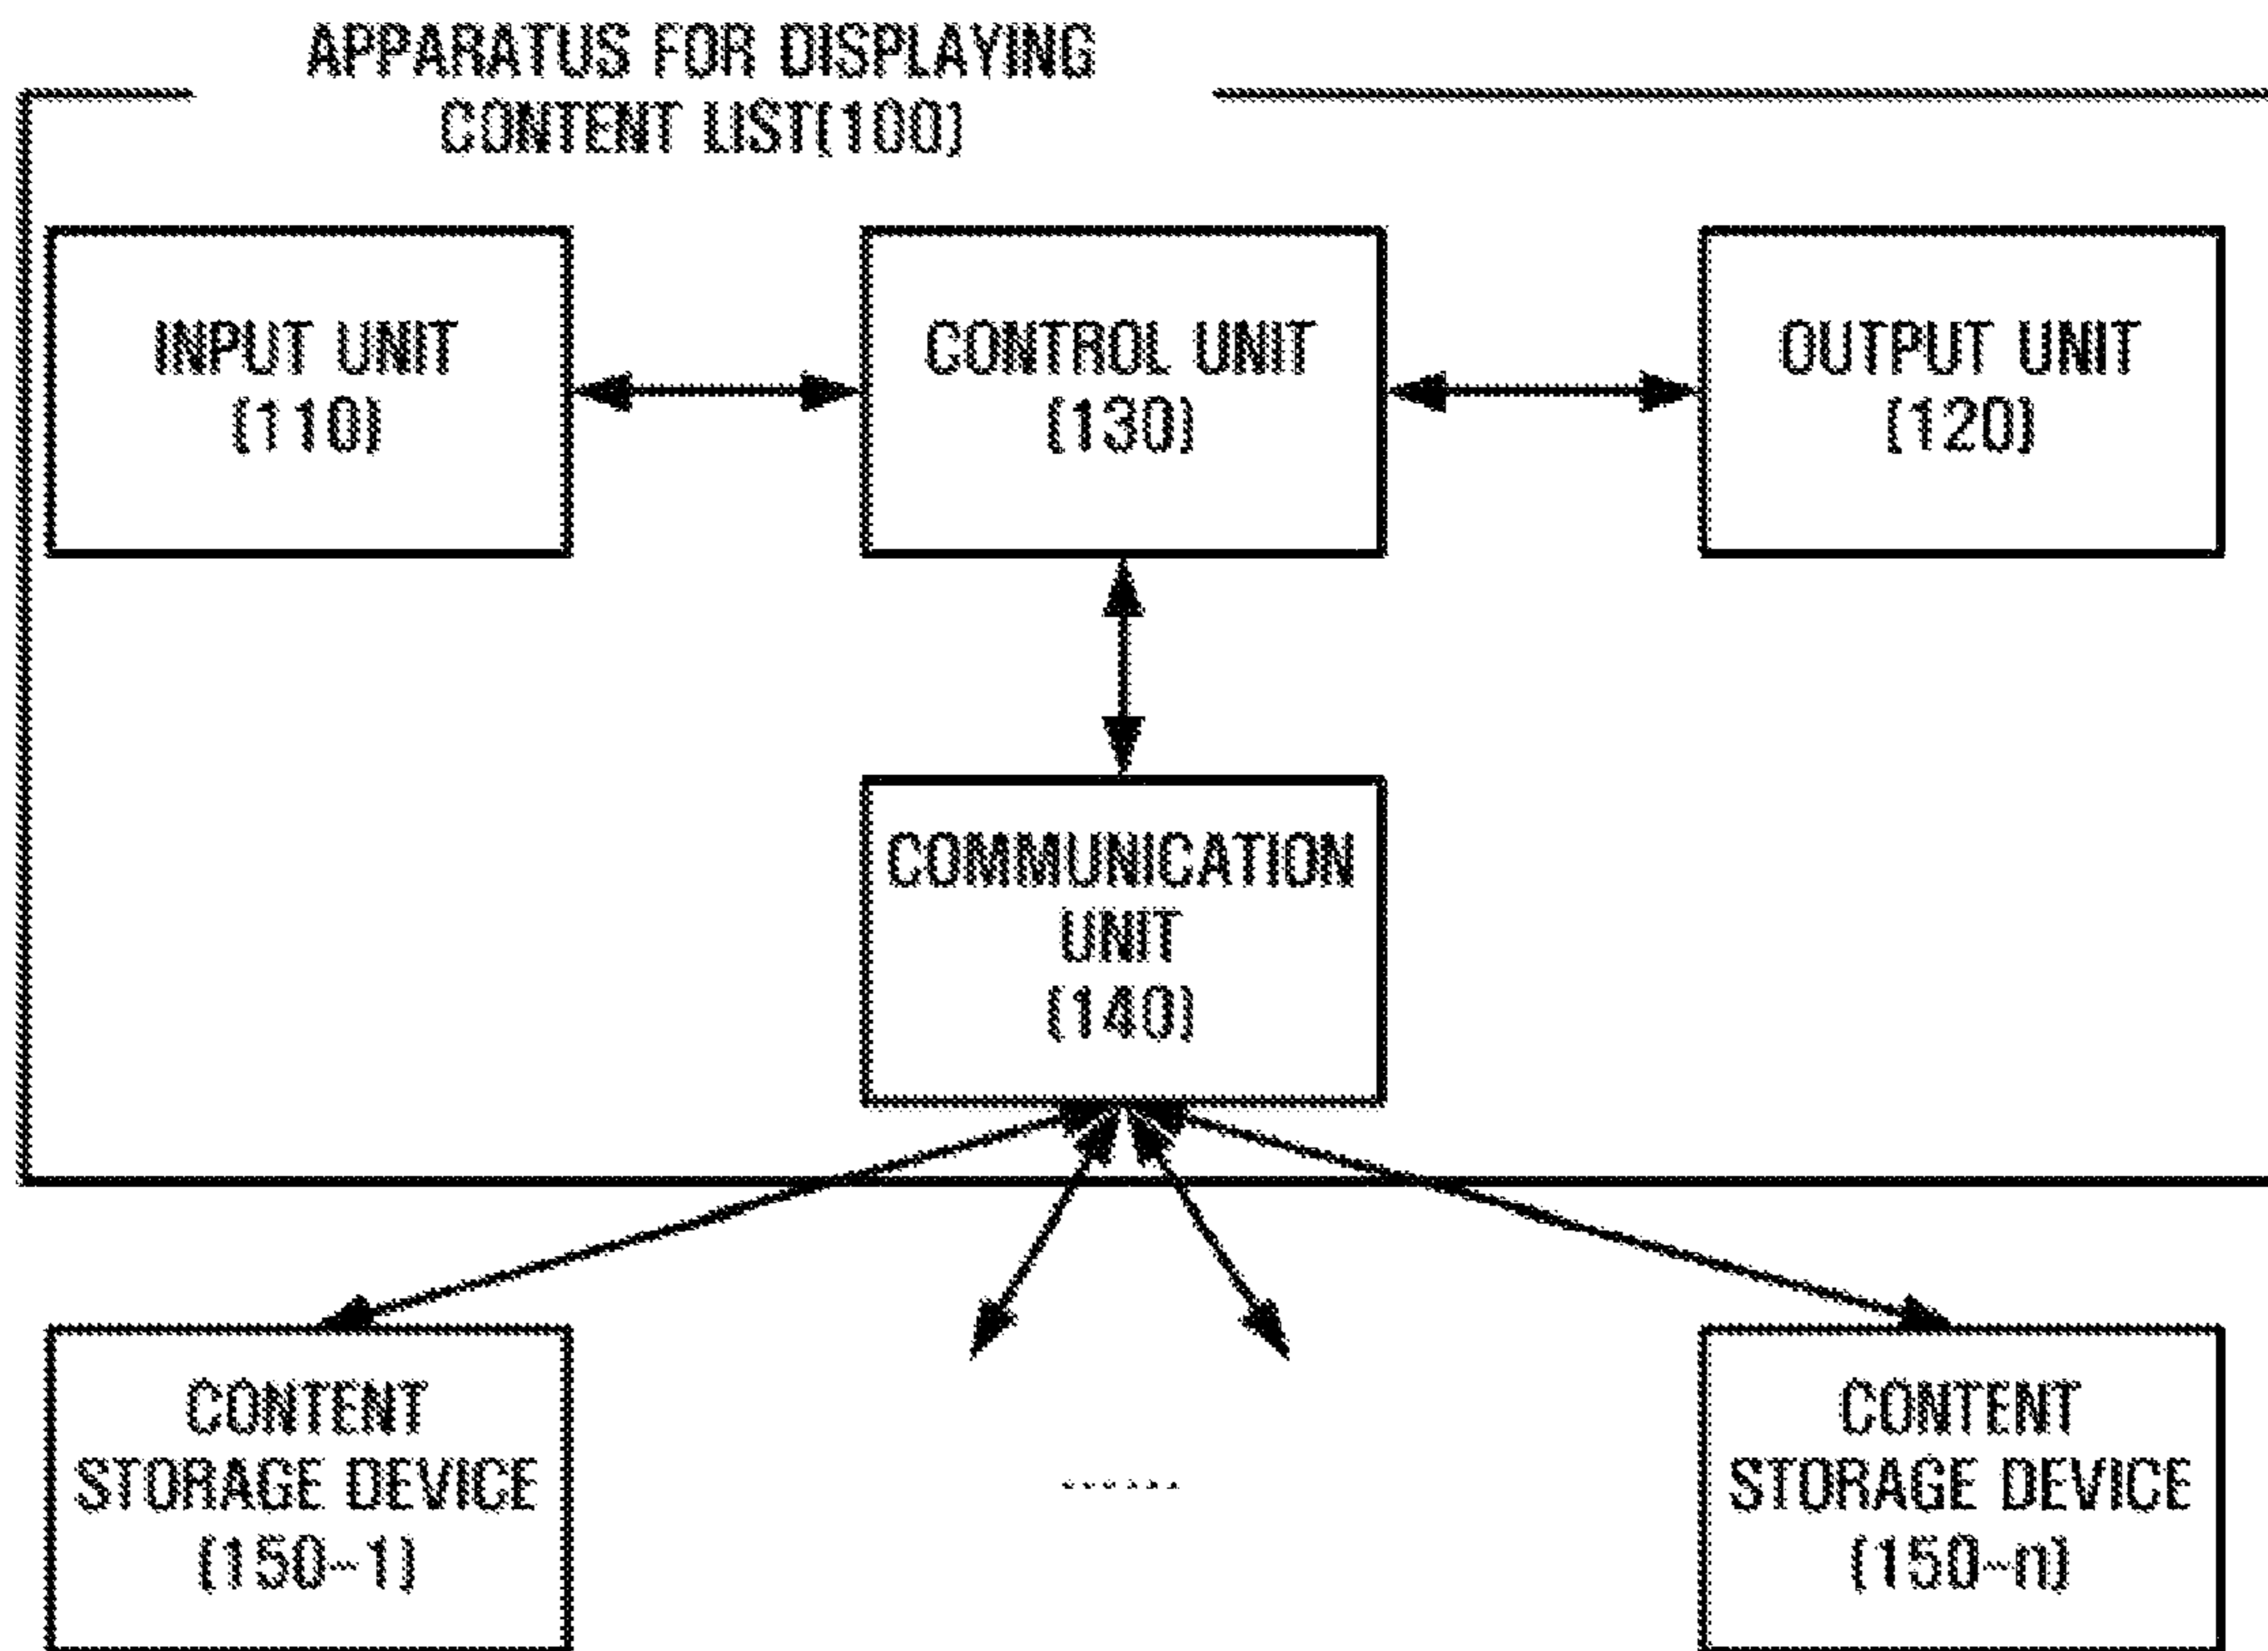 APPARATUS FOR DISPLAYING
CONTENT LIST(100)
INPUT UNIT
(110)
CONTROL UNIT
(130)
OUTPUT UNIT
(120)
COMMUNICATION
UNIT
(140)
CONTENT
STORAGE DEVICE
(150-1)
......
CONTENT
STORAGE DEVICE
(150-n)